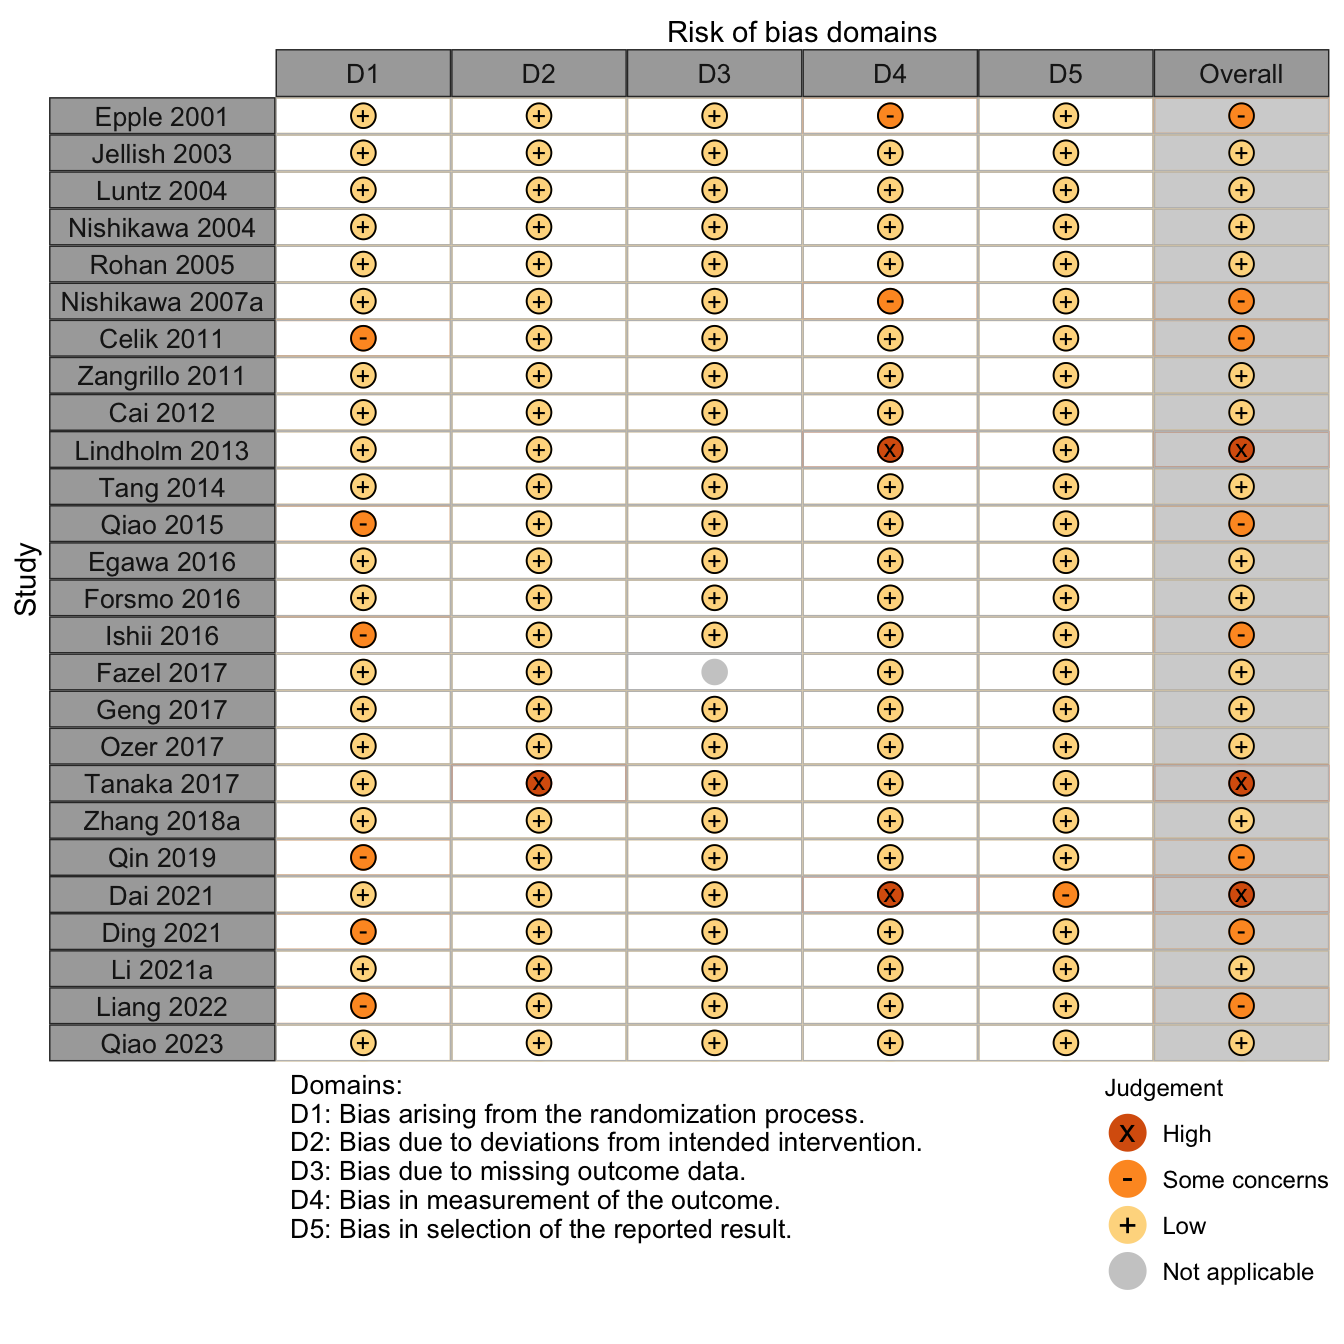 Risk of bias domains
D1 D2 D3 D4 D5 Overall
Study
Epple 2001 + + + - + -
Jellish 2003 + + + + + +
Luntz 2004 + + + + + +
Nishikawa 2004 + + + + + +
Rohan 2005 + + + + + +
Nishikawa 2007a + + + - + -
Celik 2011 - + + + + -
Zangrillo 2011 + + + + + +
Cai 2012 + + + + + +
Lindholm 2013 + + + X + X
Tang 2014 + + + + + +
Qiao 2015 - + + + + -
Egawa 2016 + + + + + +
Forsmo 2016 + + + + + +
Ishii 2016 - + + + + -
Fazel 2017 + + + + +
Geng 2017 + + + + + +
Ozer 2017 + + + + + +
Tanaka 2017 + X + + + X
Zhang 2018a + + + + + +
Qin 2019 - + + + + -
Dai 2021 + + + X - X
Ding 2021 - + + + + -
Li 2021a + + + + + +
Liang 2022 - + + + + -
Qiao 2023 + + + + + +
Domains:
D1: Bias arising from the randomization process.
D2: Bias due to deviations from intended intervention.
D3: Bias due to missing outcome data.
D4: Bias in measurement of the outcome.
D5: Bias in selection of the reported result.
Judgement
X High
- Some concerns
+ Low
Not applicable